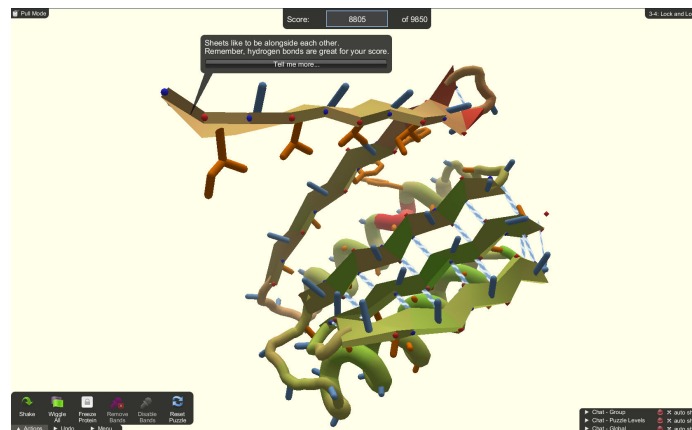 Pull Mode
Score: 8805 of 9850
3-4: Lock and Lo
Sheets like to be alongside each other.
Remember, hydrogen bonds are great for your score.
Tell me more...
Shake
Wiggle All
Freeze Protein
Remove Bands
Disable Bands
Reset Puzzle
Actions
Undo
Menu
Chat - Group
auto sh
Chat - Puzzle Levels
auto sh
Chat - Global
auto sh